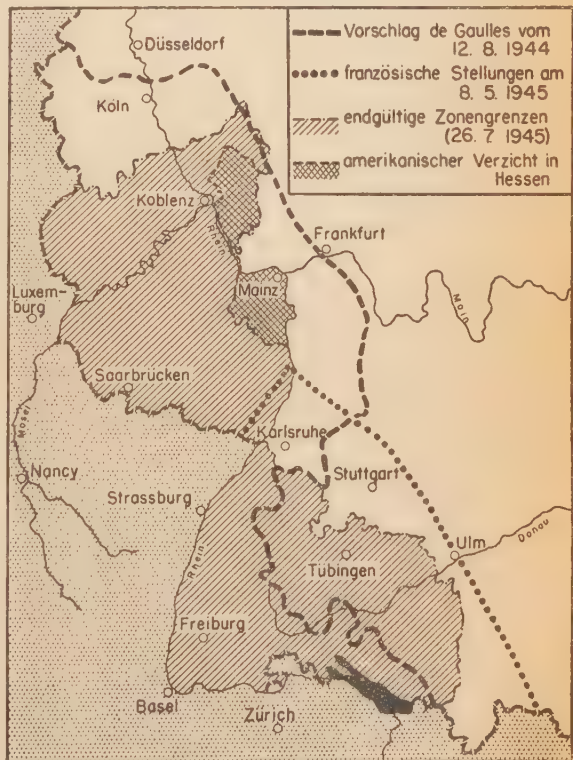 Vorschlag de Gaulles vom
12. 8. 1944
französische Stellungen am
8. 5. 1945
endgültige Zonengrenzen
(26. 7. 1945)
amerikanischer Verzicht in
Hessen
Düsseldorf
Köln
Koblenz
Rhein
Frankfurt
Mainz
Main
Luxem-
burg
Saarbrücken
Mosel
Karlsruhe
Nancy
Stuttgart
Strassburg
Ulm
Donau
Rhein
Tübingen
Freiburg
Basel
Zürich